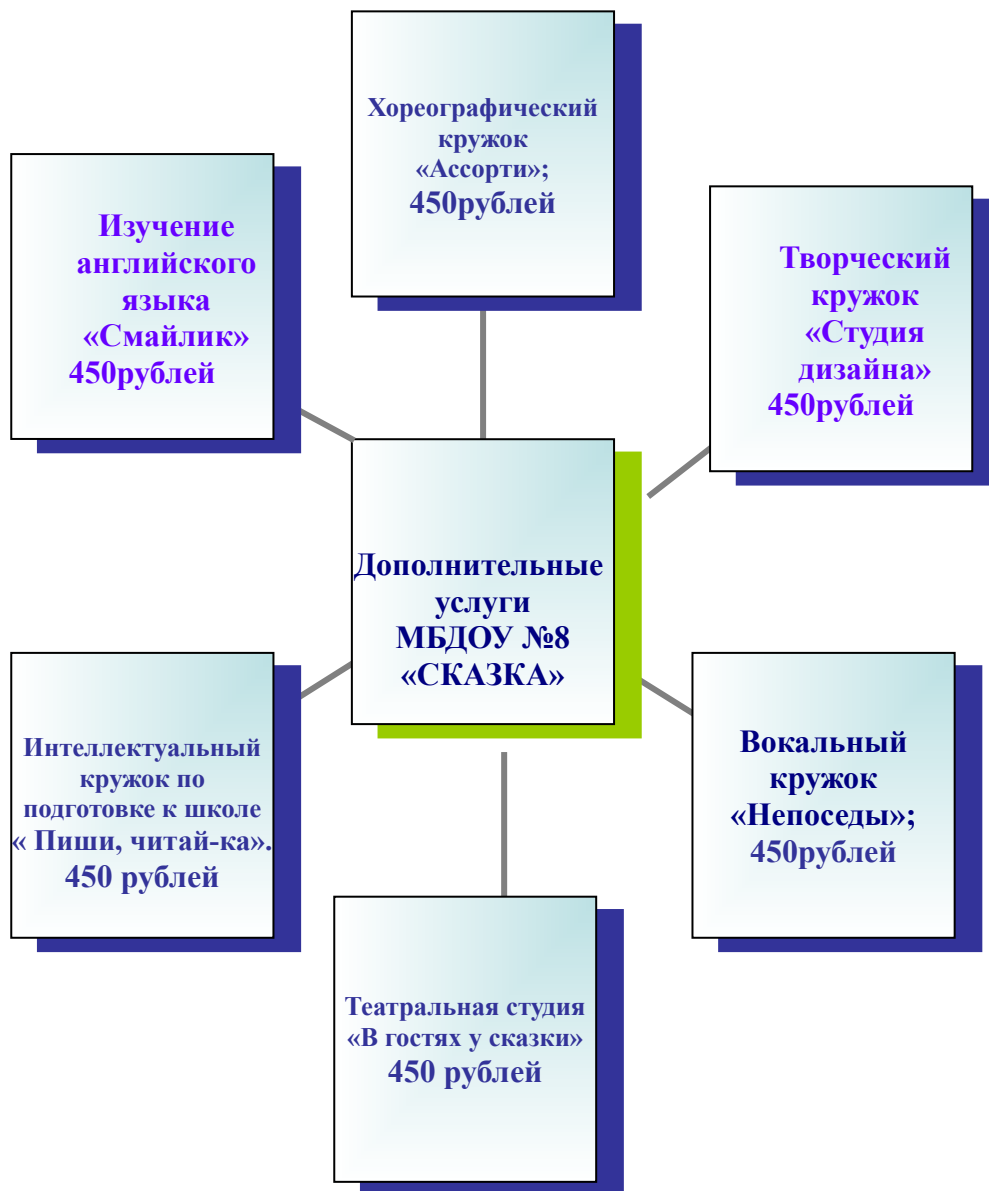 Хореографический
кружок
«Ассорти»;
450рублей
Изучение
английского
языка
«Смайлик»
450рублей
Творческий
кружок
«Студия
дизайна»
450рублей
Дополнительные
услуги
МБДОУ №8
«СКАЗКА»
Интеллектуальный
кружок по
подготовке к школе
« Пиши, читай-ка».
450 рублей
Вокальный
кружок
«Непоседы»;
450рублей
Театральная студия
«В гостях у сказки»
450 рублей